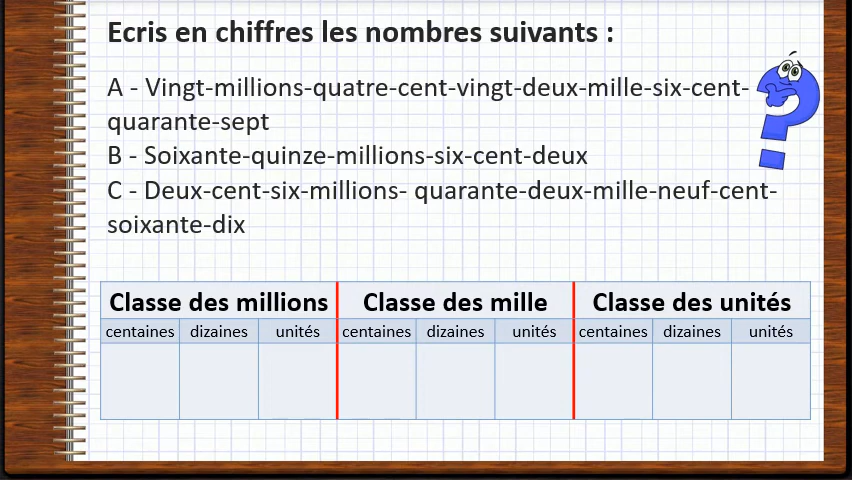 Ecris en chiffres les nombres suivants :
A - Vingt-millions-quatre-cent-vingt-deux-mille-six-cent-
quarante-sept
B - Soixante-quinze-millions-six-cent-deux
C - Deux-cent-six-millions- quarante-deux-mille-neuf-cent-
soixante-dix
Classe des millions Classe des mille Classe des unités
centaines dizaines unités centaines dizaines unités centaines dizaines unités